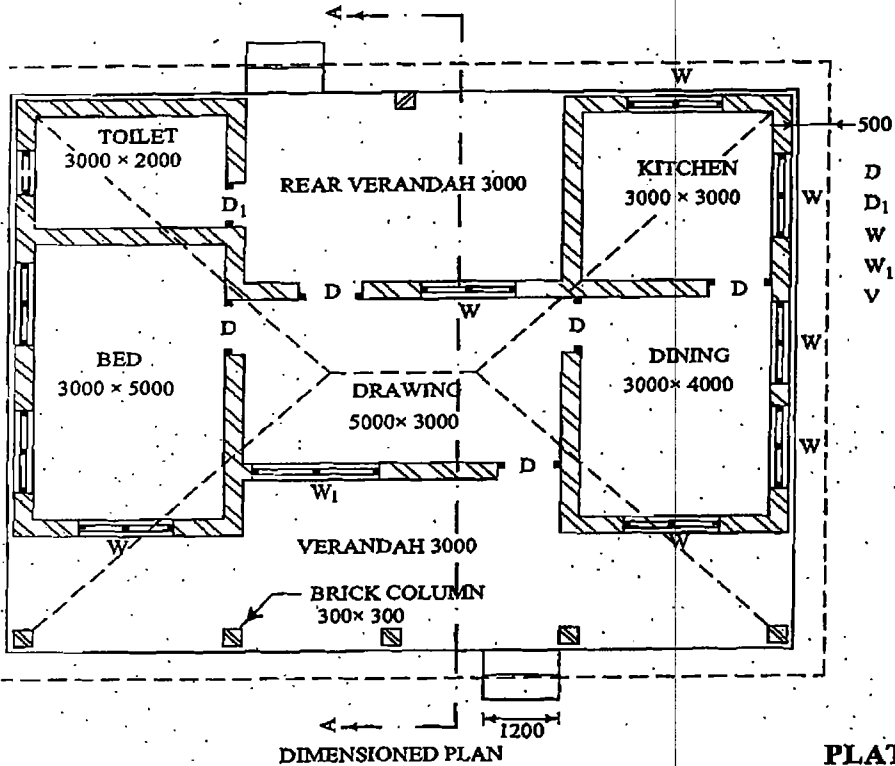 A
W
TOILET
3000 × 2000
500
KITCHEN
3000 × 3000
REAR VERANDAH 3000
D₁
W
D
D₁
W
W₁
V
D
W
D
D
D
BED
3000 × 5000
DINING
3000× 4000
W
DRAWING
5000× 3000
W
D
W₁
W
VERANDAH 3000
W
BRICK COLUMN
300× 300
A
1200
DIMENSIONED PLAN
PLAT